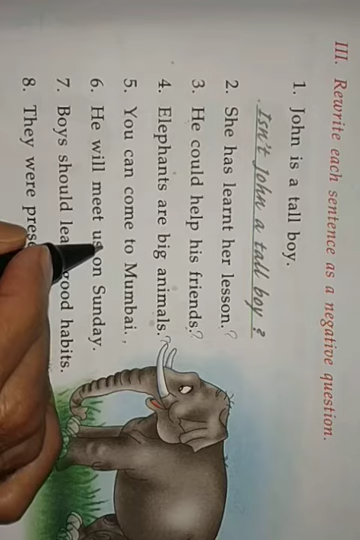 III. Rewrite each sentence as a negative question.
1. John is a tall boy.
Isn't John a tall boy?
2. She has learnt her lesson.?
3. He could help his friends.?
4. Elephants are big animals.?
5. You can come to Mumbai.
6. He will meet us on Sunday.
7. Boys should good habits.
8. They were